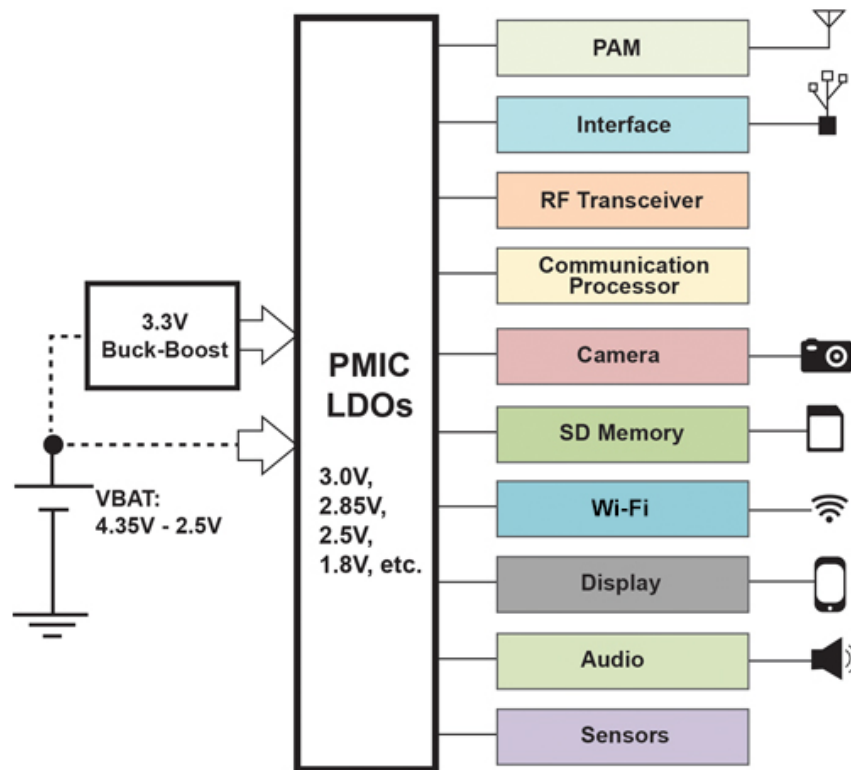 3.3V
Buck-Boost
VBAT:
4.35V - 2.5V
PMIC
LDOs
3.0V,
2.85V,
2.5V,
1.8V, etc.
PAM
Interface
RF Transceiver
Communication
Processor
Camera
SD Memory
Wi-Fi
Display
Audio
Sensors